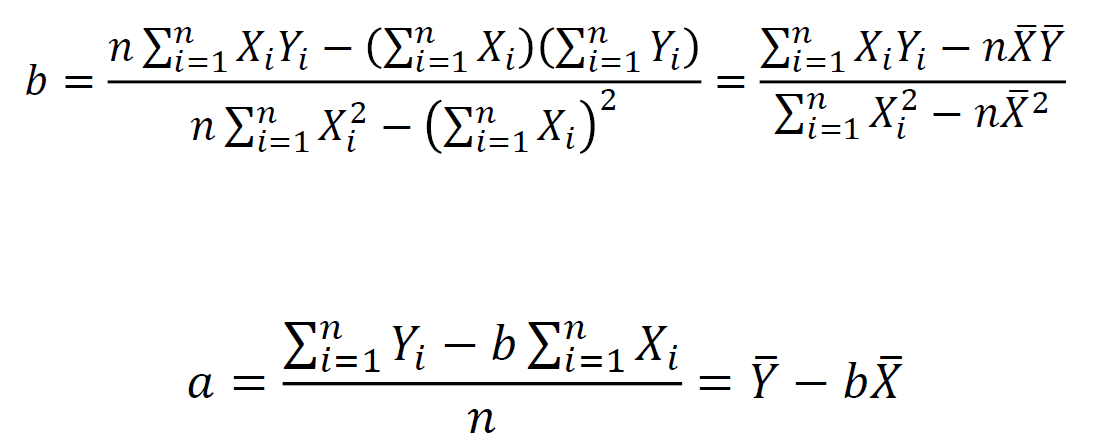 b = \frac{n \sum_{i=1}^{n} X_i Y_i - (\sum_{i=1}^{n} X_i)(\sum_{i=1}^{n} Y_i)}{n \sum_{i=1}^{n} X_i^2 - (\sum_{i=1}^{n} X_i)^2} = \frac{\sum_{i=1}^{n} X_i Y_i - n\bar{X}\bar{Y}}{\sum_{i=1}^{n} X_i^2 - n\bar{X}^2}
a = \frac{\sum_{i=1}^{n} Y_i - b \sum_{i=1}^{n} X_i}{n} = \bar{Y} - b\bar{X}